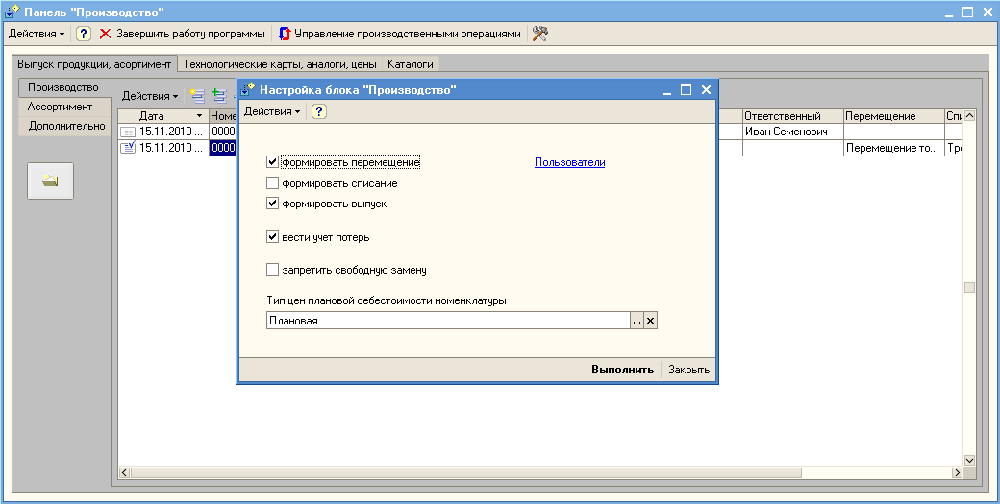 Панель "Производство"
Действия ? Завершить работу программы Управление производственными операциями
Выпуск продукции, асортимент Технологические карты, аналоги, цены Каталоги
Производство
Ассортимент
Дополнительно
Действия
Дата Номе Ответственный Перемещение Спи
15.11.2010 ... 0000 Иван Семенович
15.11.2010 ... 0000 Перемещение то... Тре
Настройка блока "Производство"
Действия ?
формировать перемещение Пользователи
формировать списание
формировать выпуск
вести учет потерь
запретить свободную замену
Тип цен плановой себестоимости номенклатуры
Плановая ... x
Выполнить Закрыть